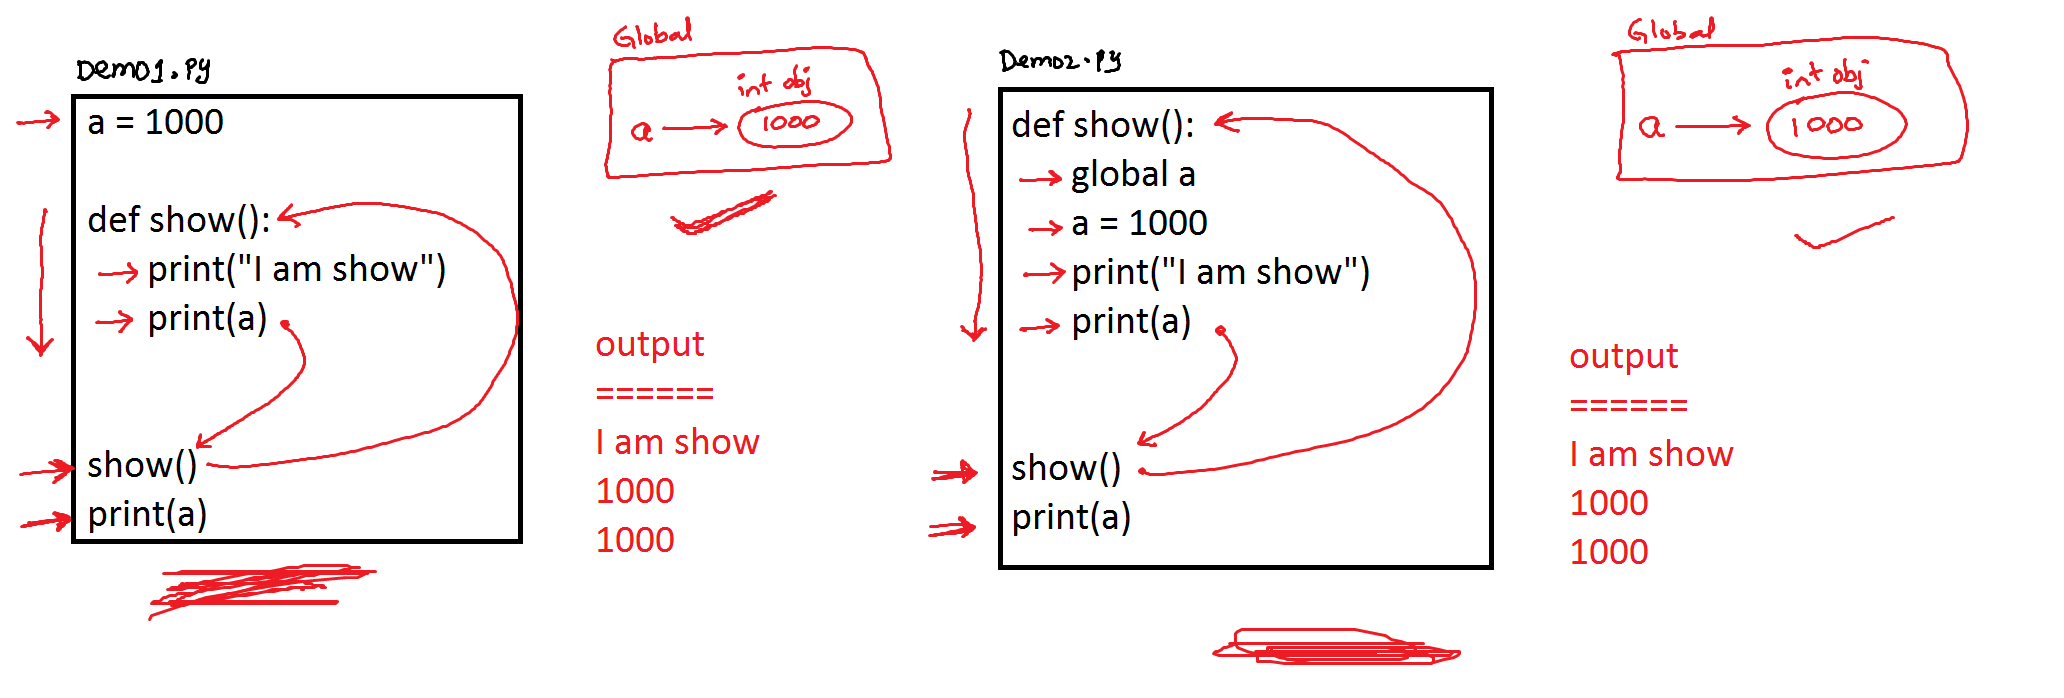 Demo1.py
a = 1000
def show():
print("I am show")
print(a)
show()
print(a)
Global
int obj
a
1000
output
======
I am show
1000
1000
Demo2.py
def show():
global a
a = 1000
print("I am show")
print(a)
show()
print(a)
Global
int obj
a
1000
output
======
I am show
1000
1000